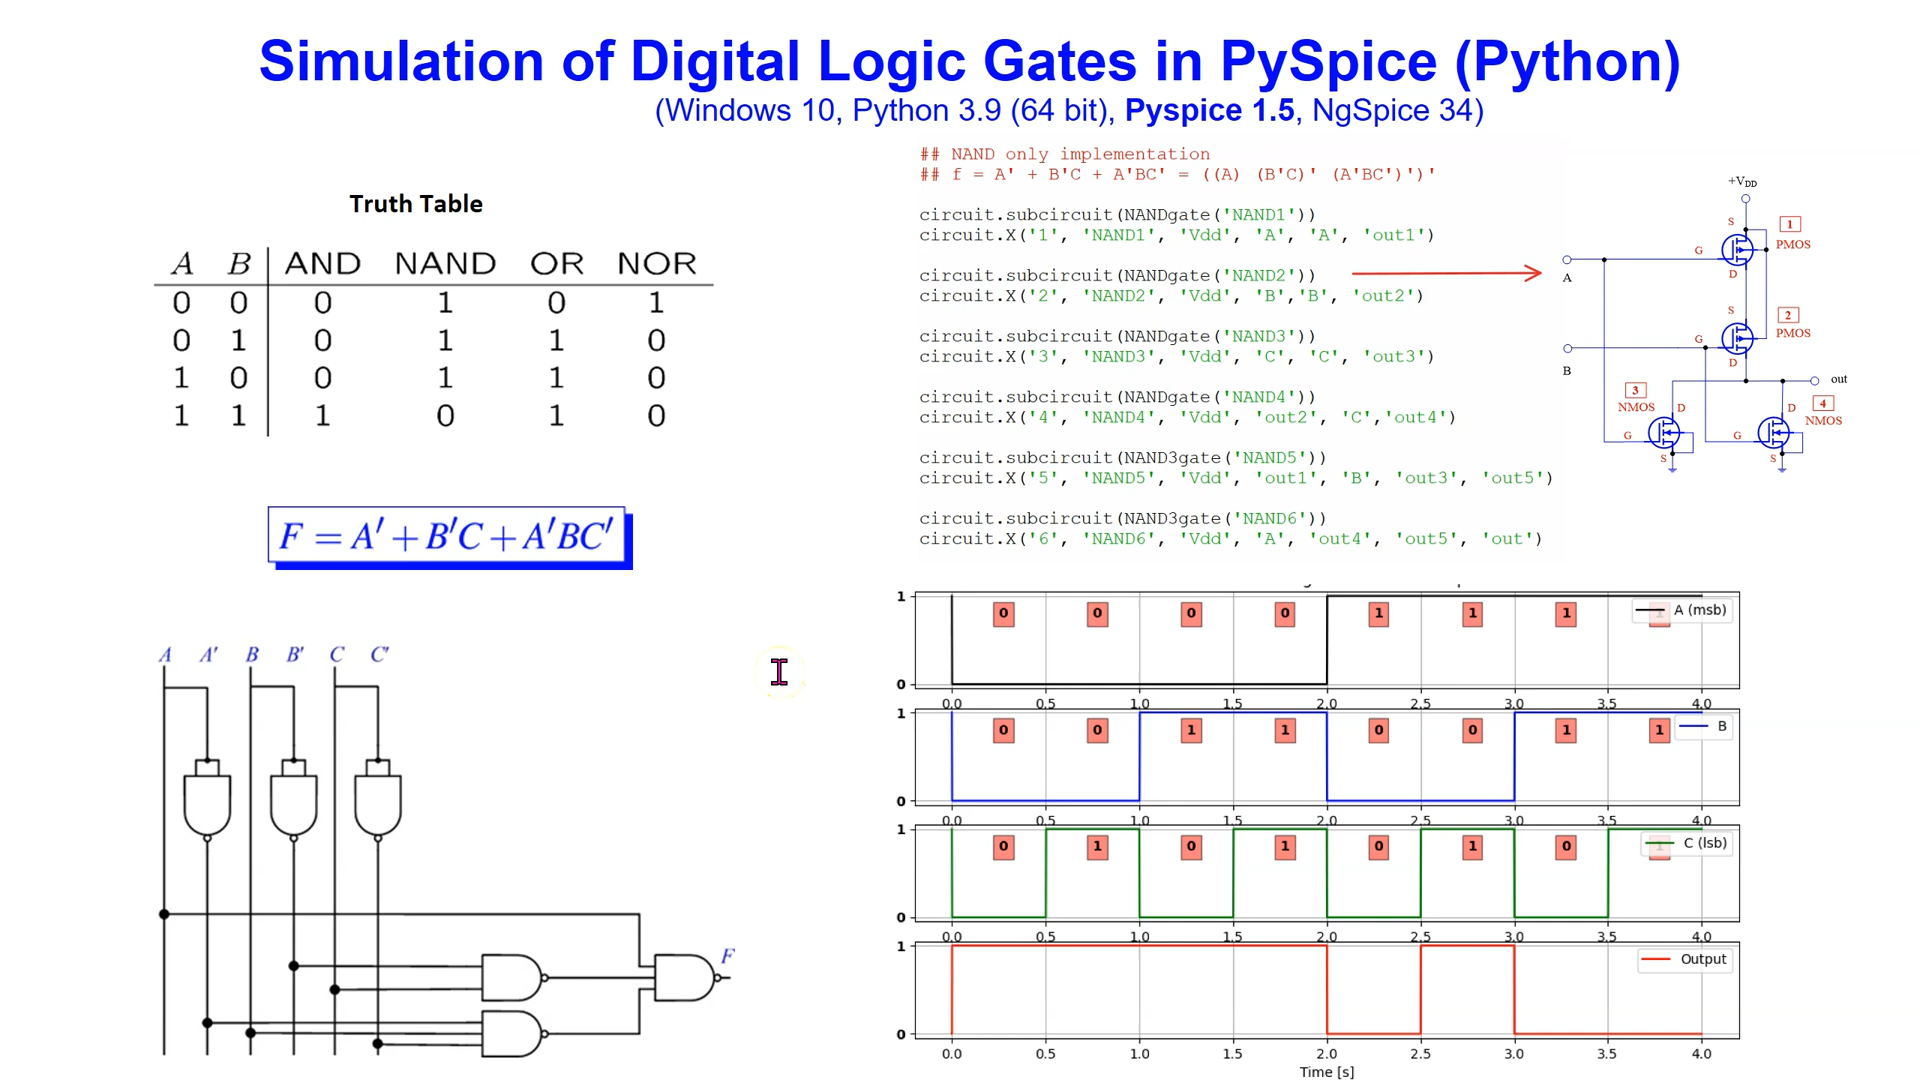 Simulation of Digital Logic Gates in PySpice (Python)
(Windows 10, Python 3.9 (64 bit), Pyspice 1.5, NgSpice 34)
Truth Table
A B AND NAND OR NOR
0 0 0 1 0 1
0 1 0 1 1 0
1 0 0 1 1 0
1 1 1 0 1 0
F = A' + B'C + A'BC'
A A' B B' C C'
F
## NAND only implementation
## f = A' + B'C + A'BC' = ((A) (B'C)' (A'BC')')'
circuit.subcircuit(NANDgate('NAND1'))
circuit.X('1', 'NAND1', 'Vdd', 'A', 'A', 'out1')
circuit.subcircuit(NANDgate('NAND2'))
circuit.X('2', 'NAND2', 'Vdd', 'B','B', 'out2')
circuit.subcircuit(NANDgate('NAND3'))
circuit.X('3', 'NAND3', 'Vdd', 'C', 'C', 'out3')
circuit.subcircuit(NANDgate('NAND4'))
circuit.X('4', 'NAND4', 'Vdd', 'out2', 'C','out4')
circuit.subcircuit(NAND3gate('NAND5'))
circuit.X('5', 'NAND5', 'Vdd', 'out1', 'B', 'out3', 'out5')
circuit.subcircuit(NAND3gate('NAND6'))
circuit.X('6', 'NAND6', 'Vdd', 'A', 'out4', 'out5', 'out')
+VDD
S
1
G
PMOS
A
D
S
2
G
PMOS
B
D
out
3
NMOS
D
D
4
NMOS
G
G
S
S
1
0 0 0 0 1 1 1 1
A (msb)
0
0.0 0.5 1.0 1.5 2.0 2.5 3.0 3.5 4.0
1
0 0 1 1 0 0 1 1
B
0
0.0 0.5 1.0 1.5 2.0 2.5 3.0 3.5 4.0
1
0 1 0 1 0 1 0 1
C (lsb)
0
0.0 0.5 1.0 1.5 2.0 2.5 3.0 3.5 4.0
1
Output
0
0.0 0.5 1.0 1.5 2.0 2.5 3.0 3.5 4.0
Time [s]